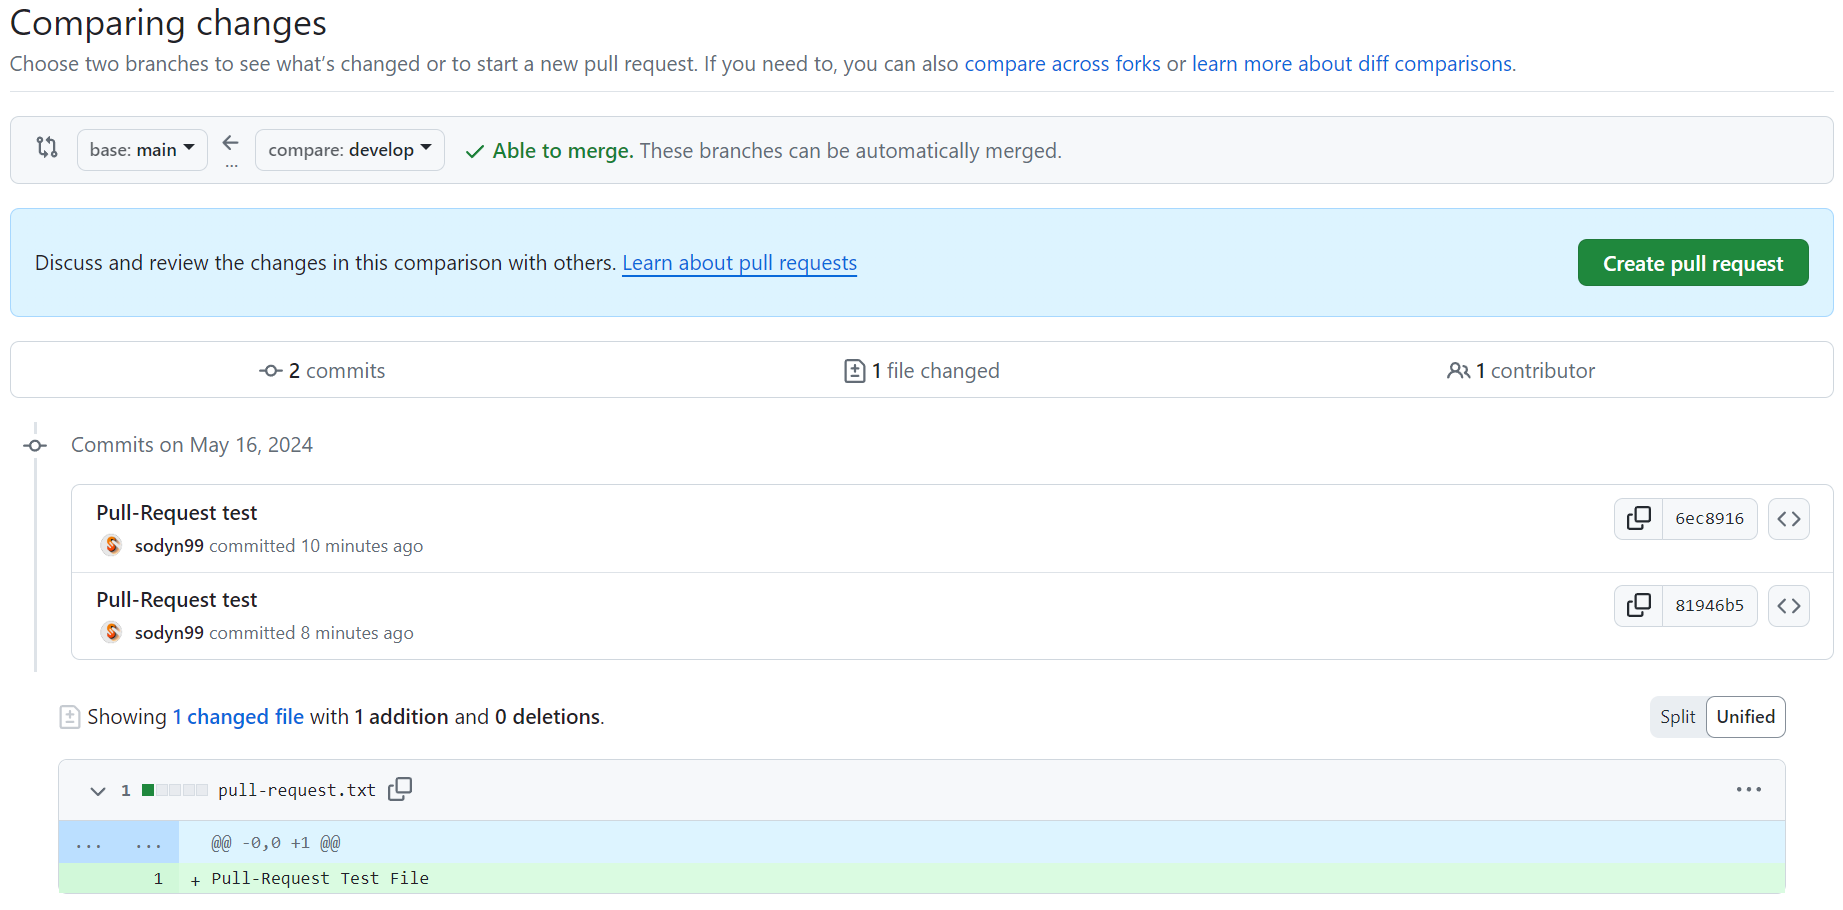 Comparing changes
Choose two branches to see what’s changed or to start a new pull request. If you need to, you can also compare across forks or learn more about diff comparisons.
base: main ← ... compare: develop ✓ Able to merge. These branches can be automatically merged.
Discuss and review the changes in this comparison with others. Learn about pull requests Create pull request
2 commits 1 file changed 1 contributor
Commits on May 16, 2024
Pull-Request test
6ec8916
sodyn99 committed 10 minutes ago
Pull-Request test
81946b5
sodyn99 committed 8 minutes ago
Showing 1 changed file with 1 addition and 0 deletions. Split Unified
1 pull-request.txt ...
... ... @@ -0,0 +1 @@
1 + Pull-Request Test File